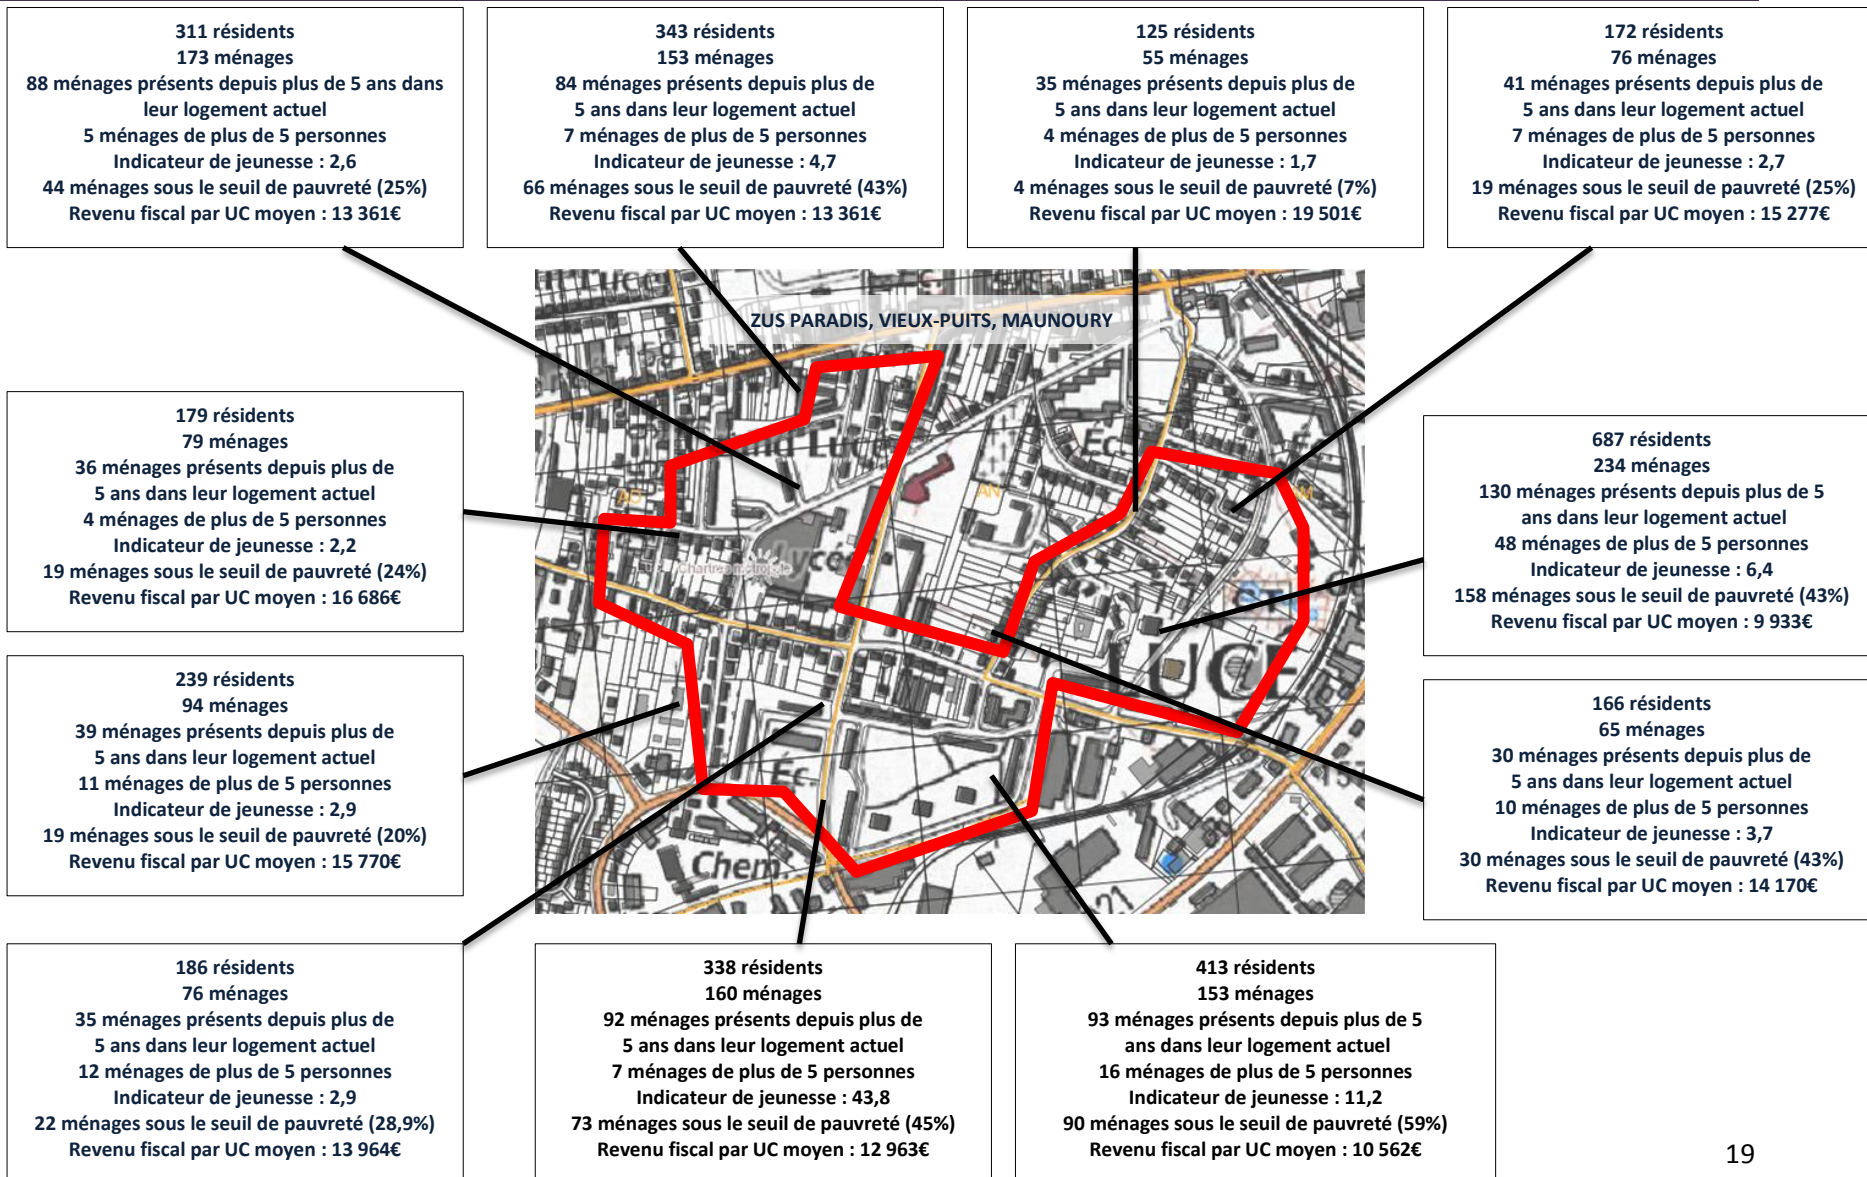 311 résidents
173 ménages
88 ménages présents depuis plus de 5 ans dans
leur logement actuel
5 ménages de plus de 5 personnes
Indicateur de jeunesse : 2,6
44 ménages sous le seuil de pauvreté (25%)
Revenu fiscal par UC moyen : 13 361€
343 résidents
153 ménages
84 ménages présents depuis plus de
5 ans dans leur logement actuel
7 ménages de plus de 5 personnes
Indicateur de jeunesse : 4,7
66 ménages sous le seuil de pauvreté (43%)
Revenu fiscal par UC moyen : 13 361€
125 résidents
55 ménages
35 ménages présents depuis plus de
5 ans dans leur logement actuel
4 ménages de plus de 5 personnes
Indicateur de jeunesse : 1,7
4 ménages sous le seuil de pauvreté (7%)
Revenu fiscal par UC moyen : 19 501€
172 résidents
76 ménages
41 ménages présents depuis plus de
5 ans dans leur logement actuel
7 ménages de plus de 5 personnes
Indicateur de jeunesse : 2,7
19 ménages sous le seuil de pauvreté (25%)
Revenu fiscal par UC moyen : 15 277€
ZUS PARADIS, VIEUX-PUITS, MAUNOURY
179 résidents
79 ménages
36 ménages présents depuis plus de
5 ans dans leur logement actuel
4 ménages de plus de 5 personnes
Indicateur de jeunesse : 2,2
19 ménages sous le seuil de pauvreté (24%)
Revenu fiscal par UC moyen : 16 686€
Éc
AN
Chartres métropole
LUCE
Éc.
Chem.
687 résidents
234 ménages
130 ménages présents depuis plus de 5
ans dans leur logement actuel
48 ménages de plus de 5 personnes
Indicateur de jeunesse : 6,4
158 ménages sous le seuil de pauvreté (43%)
Revenu fiscal par UC moyen : 9 933€
239 résidents
94 ménages
39 ménages présents depuis plus de
5 ans dans leur logement actuel
11 ménages de plus de 5 personnes
Indicateur de jeunesse : 2,9
19 ménages sous le seuil de pauvreté (20%)
Revenu fiscal par UC moyen : 15 770€
166 résidents
65 ménages
30 ménages présents depuis plus de
5 ans dans leur logement actuel
10 ménages de plus de 5 personnes
Indicateur de jeunesse : 3,7
30 ménages sous le seuil de pauvreté (43%)
Revenu fiscal par UC moyen : 14 170€
186 résidents
76 ménages
35 ménages présents depuis plus de
5 ans dans leur logement actuel
12 ménages de plus de 5 personnes
Indicateur de jeunesse : 2,9
22 ménages sous le seuil de pauvreté (28,9%)
Revenu fiscal par UC moyen : 13 964€
338 résidents
160 ménages
92 ménages présents depuis plus de
5 ans dans leur logement actuel
7 ménages de plus de 5 personnes
Indicateur de jeunesse : 43,8
73 ménages sous le seuil de pauvreté (45%)
Revenu fiscal par UC moyen : 12 963€
413 résidents
153 ménages
93 ménages présents depuis plus de 5
ans dans leur logement actuel
16 ménages de plus de 5 personnes
Indicateur de jeunesse : 11,2
90 ménages sous le seuil de pauvreté (59%)
Revenu fiscal par UC moyen : 10 562€
19